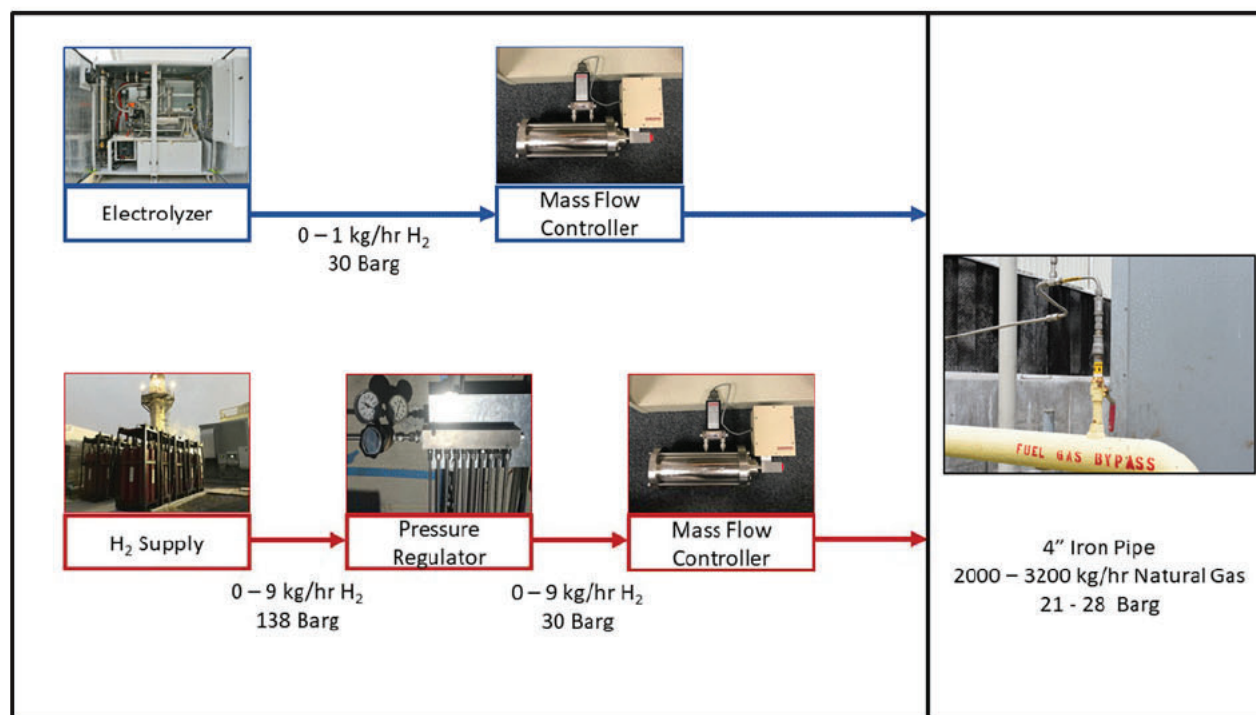 Electrolyzer
0 – 1 kg/hr H₂
30 Barg
Mass Flow
Controller
H₂ Supply
0 – 9 kg/hr H₂
138 Barg
Pressure
Regulator
0 – 9 kg/hr H₂
30 Barg
Mass Flow
Controller
FUEL GAS BYPASS
4” Iron Pipe
2000 – 3200 kg/hr Natural Gas
21 - 28 Barg